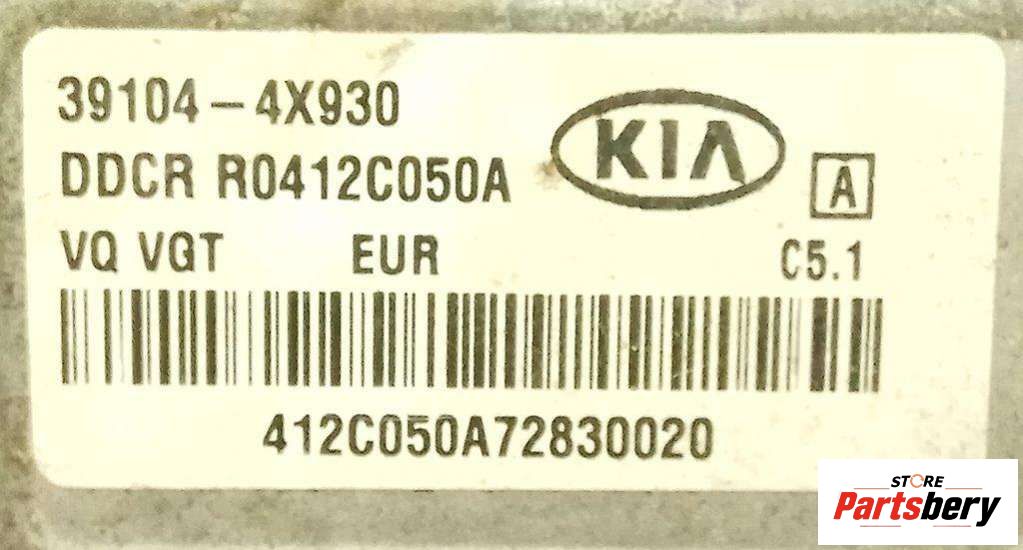 39104-4X930
KIA
DDCR R0412C050A
A
VQ VGT EUR C5.1
412C050A72830020
STORE
Partsbery